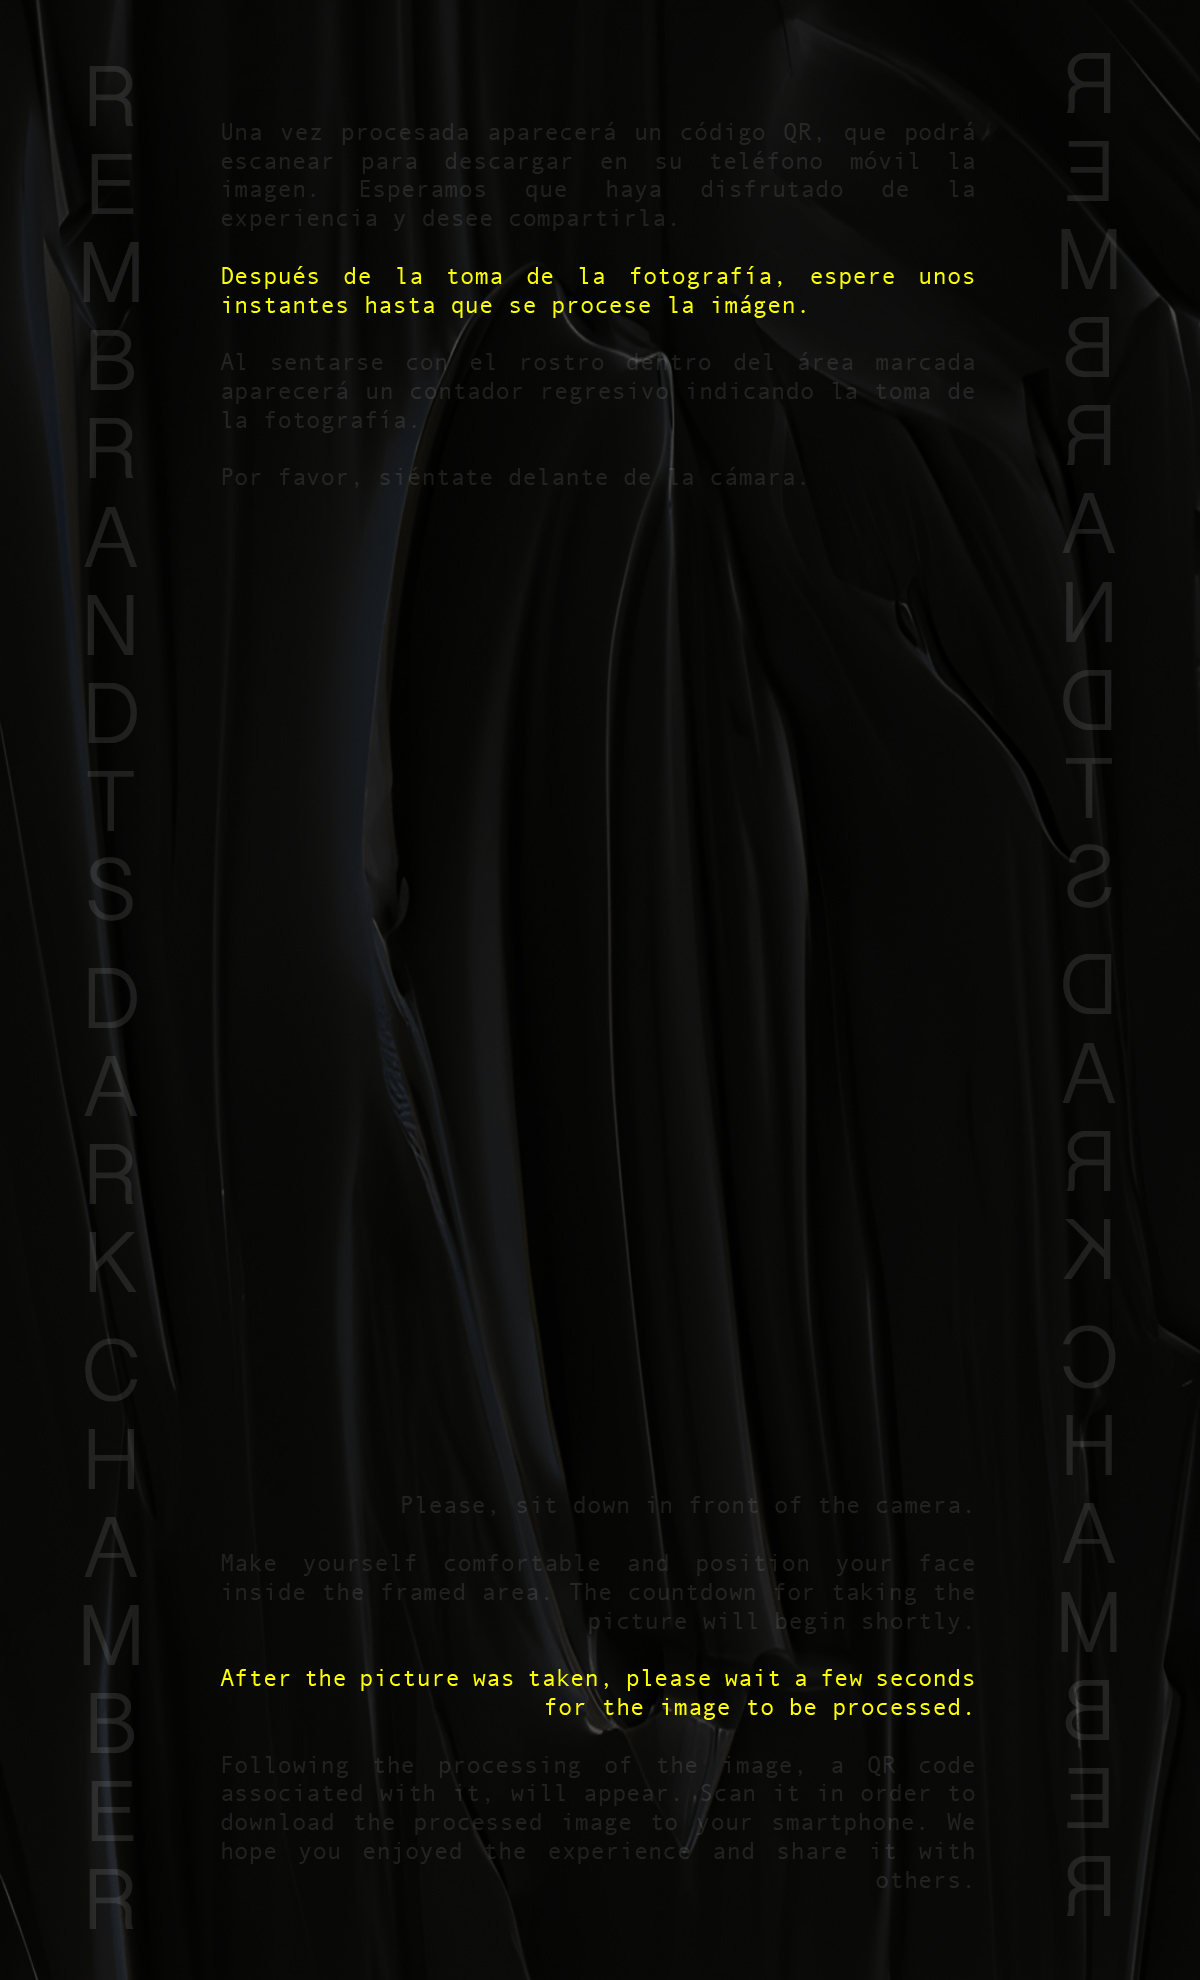 REMBRANDTS DARK CHAMBER
Una vez procesada aparecerá un código QR, que podrá
escanear para descargar en su teléfono móvil la
imagen. Esperamos que haya disfrutado de la
experiencia y desee compartirla.
Después de la toma de la fotografía, espere unos
instantes hasta que se procese la imágen.
Al sentarse con el rostro dentro del área marcada
aparecerá un contador regresivo indicando la toma de
la fotografía.
Por favor, siéntate delante de la cámara.
Please, sit down in front of the camera.
Make yourself comfortable and position your face
inside the framed area. The countdown for taking the
picture will begin shortly.
After the picture was taken, please wait a few seconds
for the image to be processed.
Following the processing of the image, a QR code
associated with it, will appear. Scan it in order to
download the processed image to your smartphone. We
hope you enjoyed the experience and share it with
others.
REMBRANDTS DARK CHAMBER